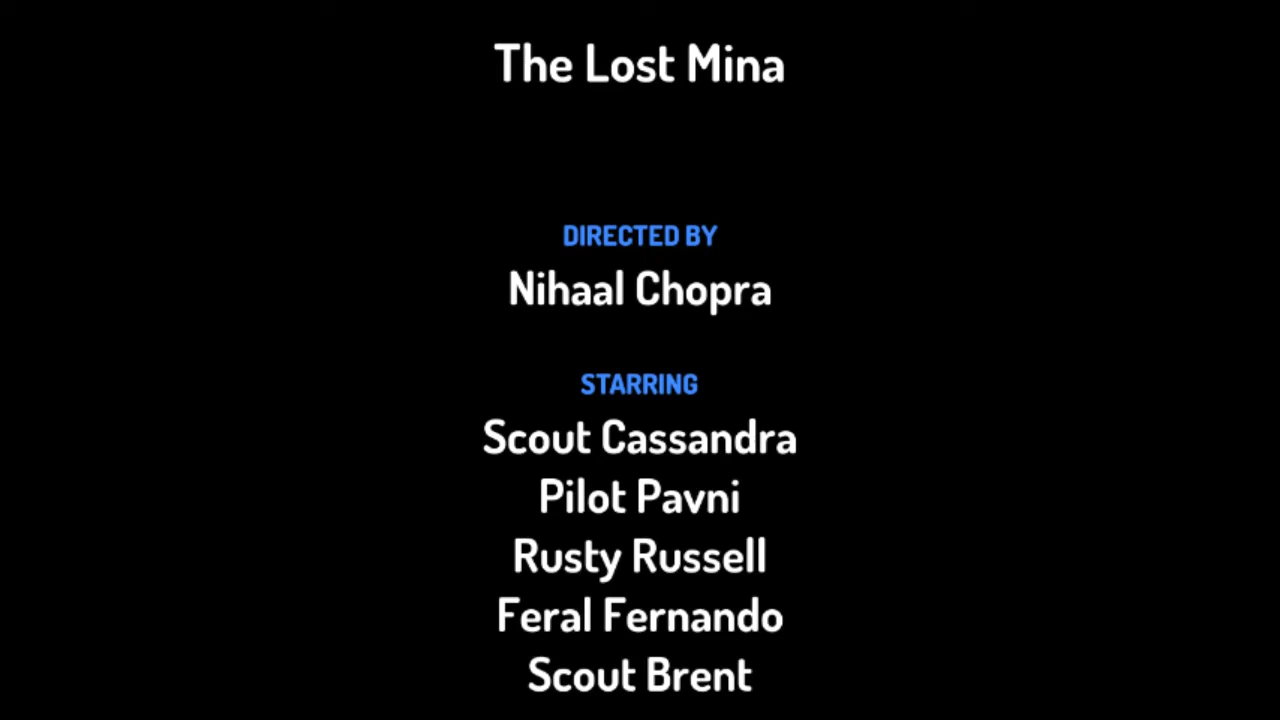 The Lost Mina
DIRECTED BY
Nihaal Chopra
STARRING
Scout Cassandra
Pilot Pavni
Rusty Russell
Feral Fernando
Scout Brent